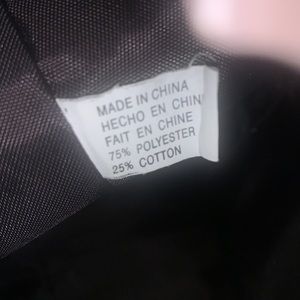 MADE IN CHINA
HECHO EN CHIN
FAIT EN CHINE
75% POLYESTER
25% COTTON